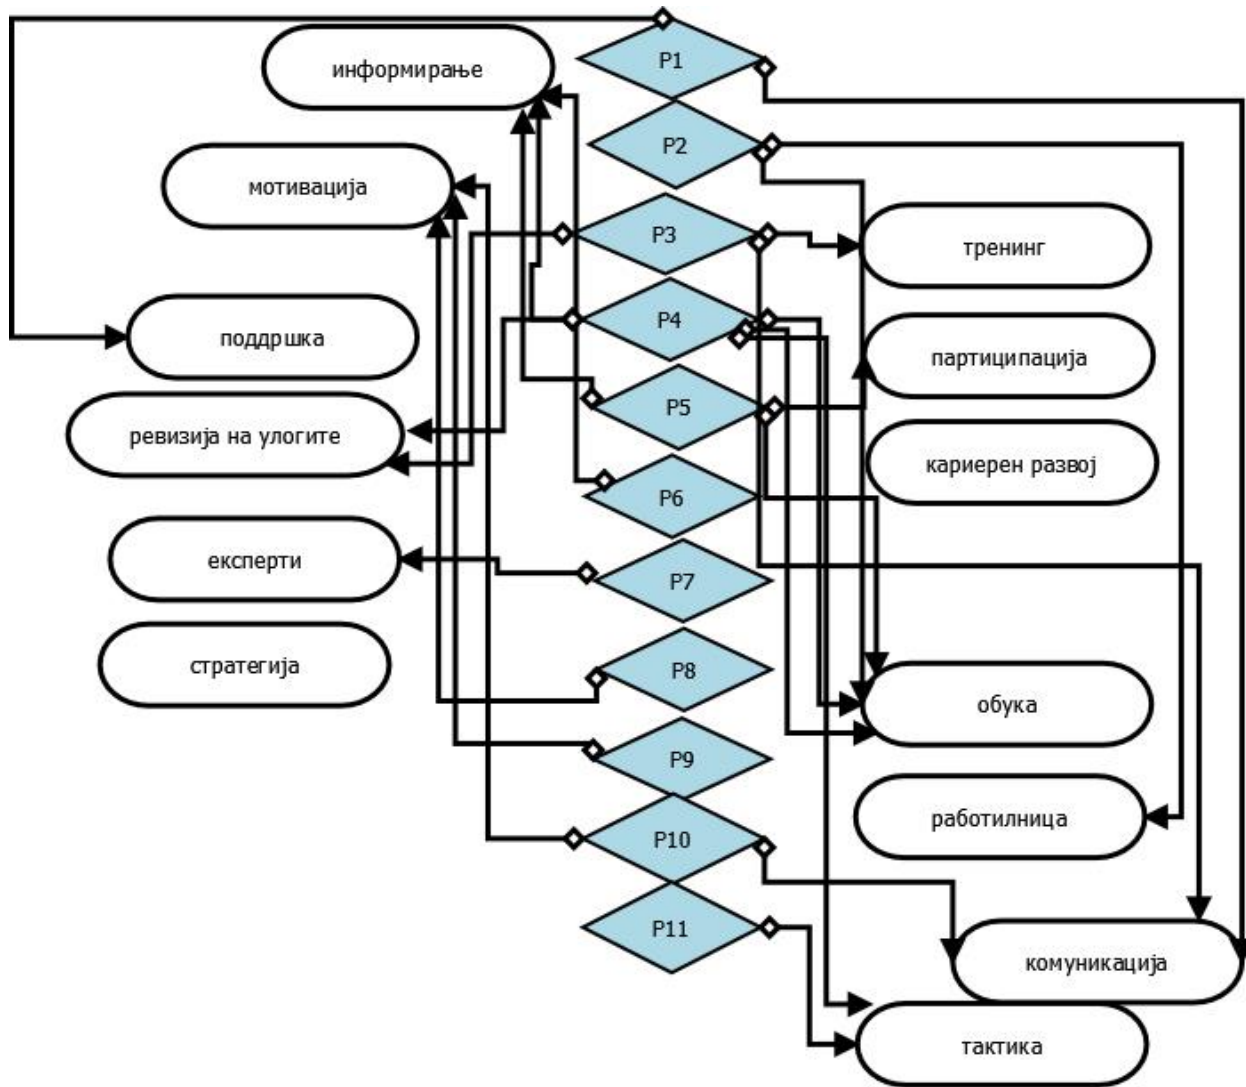 P1
информирање
P2
мотивација
P3
тренинг
P4
поддршка
партиципација
P5
ревизија на улогите
кариерен развој
P6
експерти
P7
стратегија
P8
обука
P9
работилница
P10
P11
комуникација
тактика